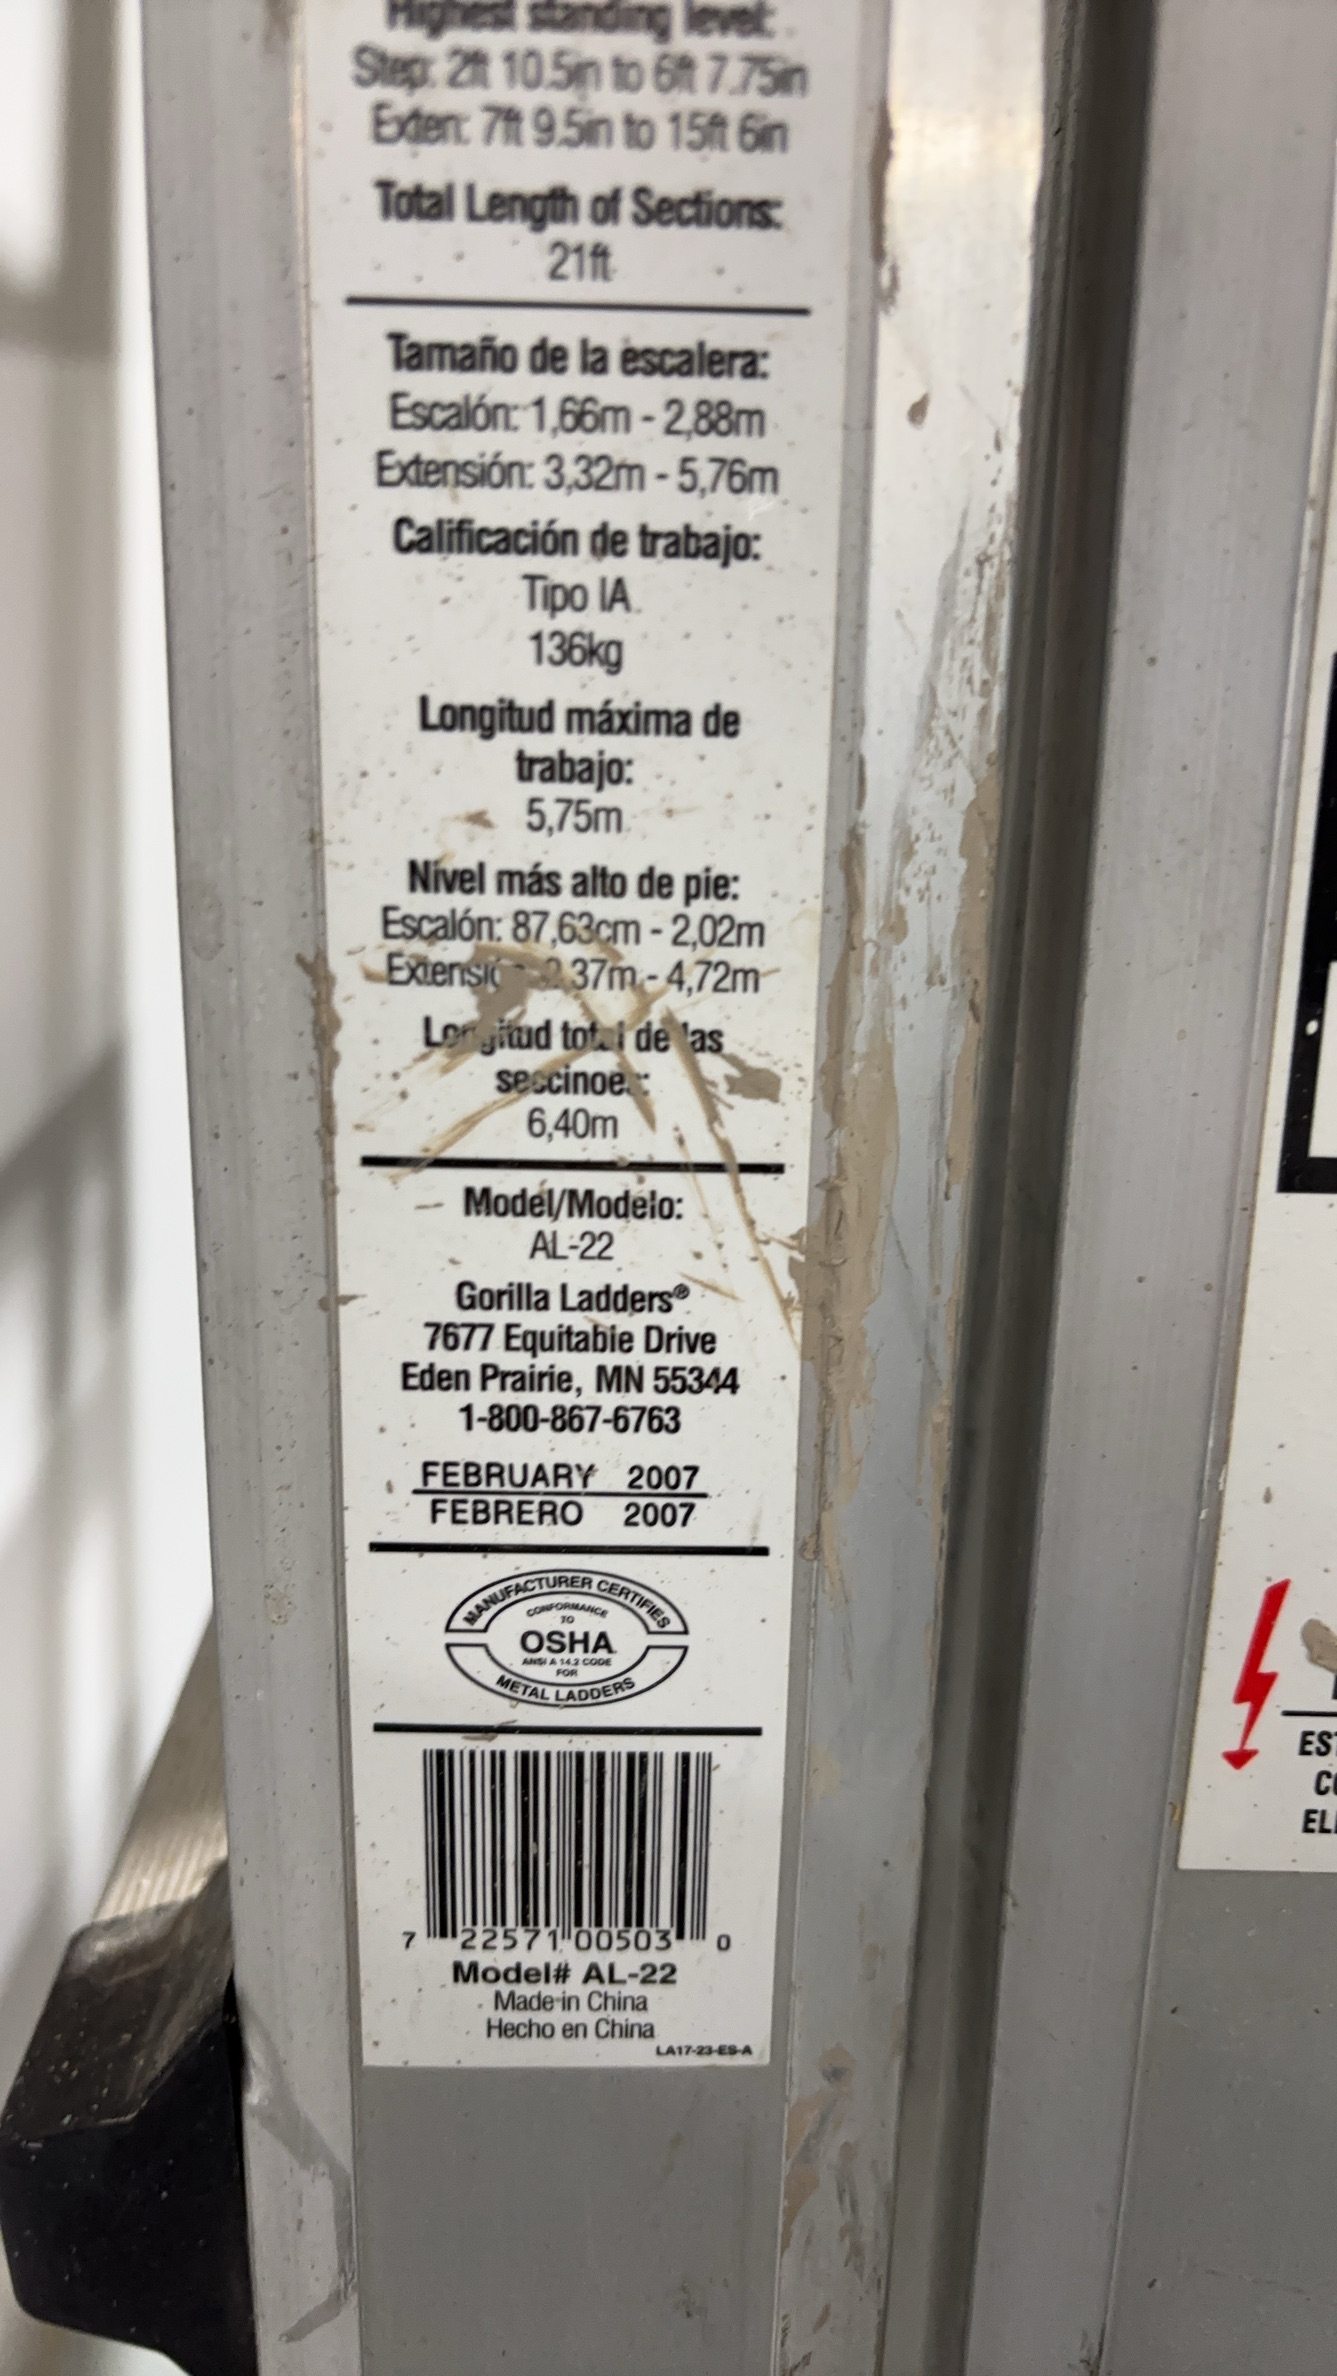 Highest standing level:
Step: 2ft 10.5in to 6ft 7.75in
Exten: 7ft 9.5in to 15ft 6in
Total Length of Sections:
21ft
Tamaño de la escalera:
Escalón: 1,66m - 2,88m
Extensión: 3,32m - 5,76m
Calificación de trabajo:
Tipo IA
136kg
Longitud máxima de
trabajo:
5,75m
Nivel más alto de pie:
Escalón: 87,63cm - 2,02m
37m - 4,72m
Longitud total de las
6,40m
Model/Modelo:
AL-22
Gorilla Ladders®
7677 Equitable Drive
Eden Prairie, MN 55344
1-800-867-6763
FEBRUARY 2007
FEBRERO 2007
MANUFACTURER CERTIFIES
CONFORMANCE
TO
OSHA
ANSI A 14.2 CODE
FOR
METAL LADDERS
7 22571 00503 0
Model# AL-22
Made in China
Hecho en China
LA17-23-ES-A